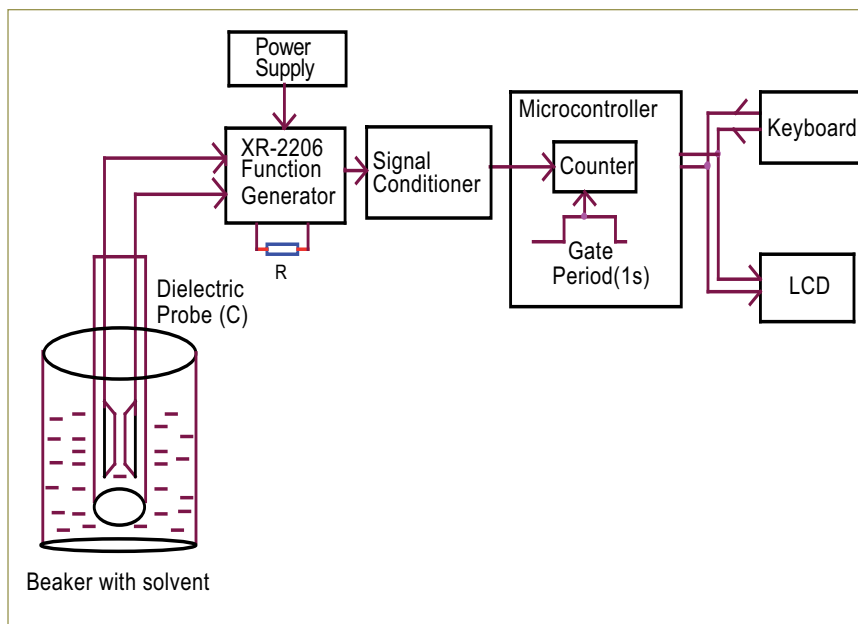 Power
Supply
XR-2206
Function
Generator
R
Signal
Conditioner
Microcontroller
Counter
Gate
Period(1s)
Keyboard
LCD
Dielectric
Probe (C)
Beaker with solvent